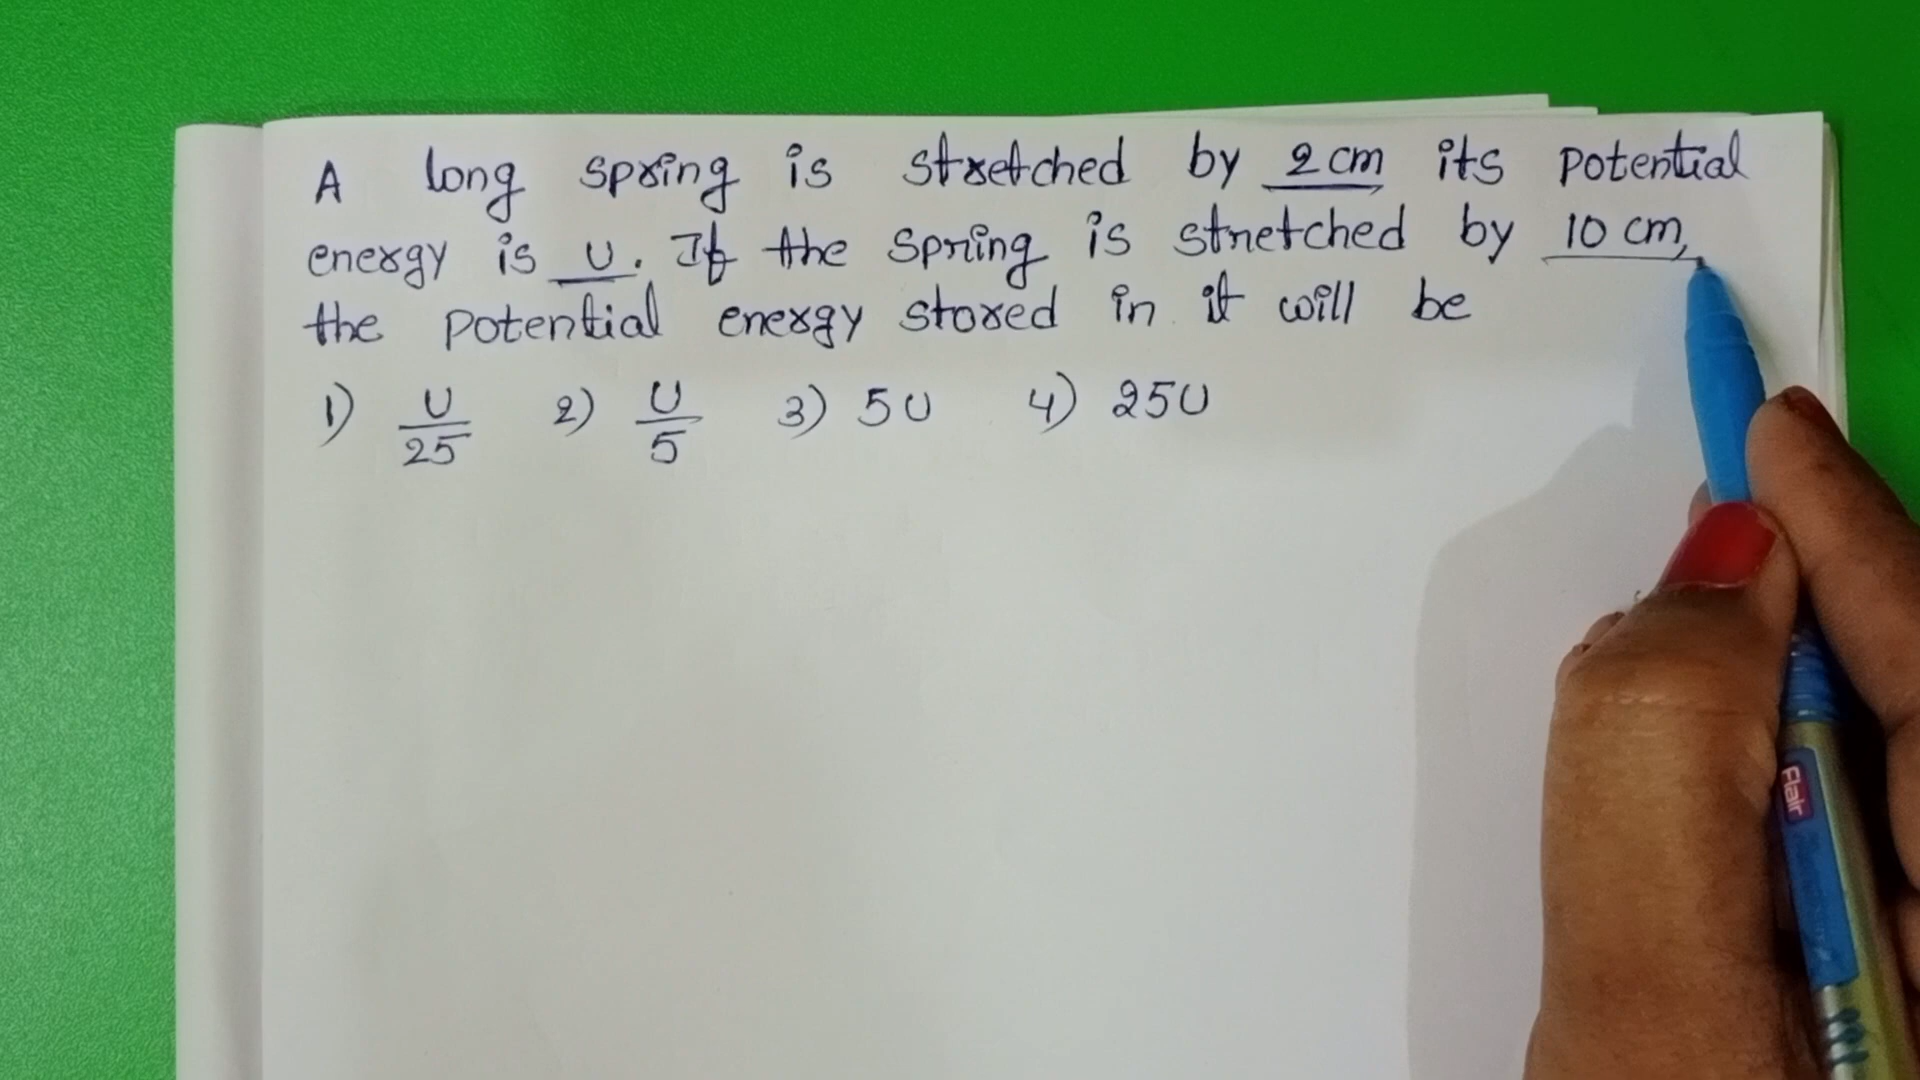 A long spring is stretched by 2 cm its potential
energy is U. If the spring is stretched by 10 cm,
the potential energy stored in it will be
1) U/25 2) U/5 3) 5U 4) 25U
Flair